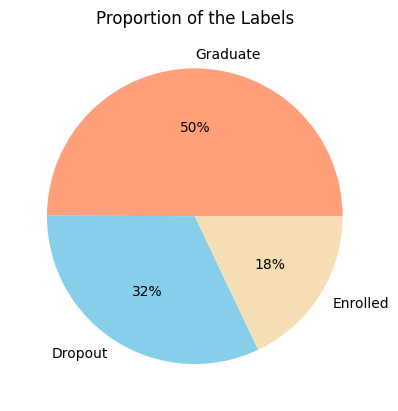 Proportion of the Labels
Graduate
50%
32%
18%
Dropout
Enrolled